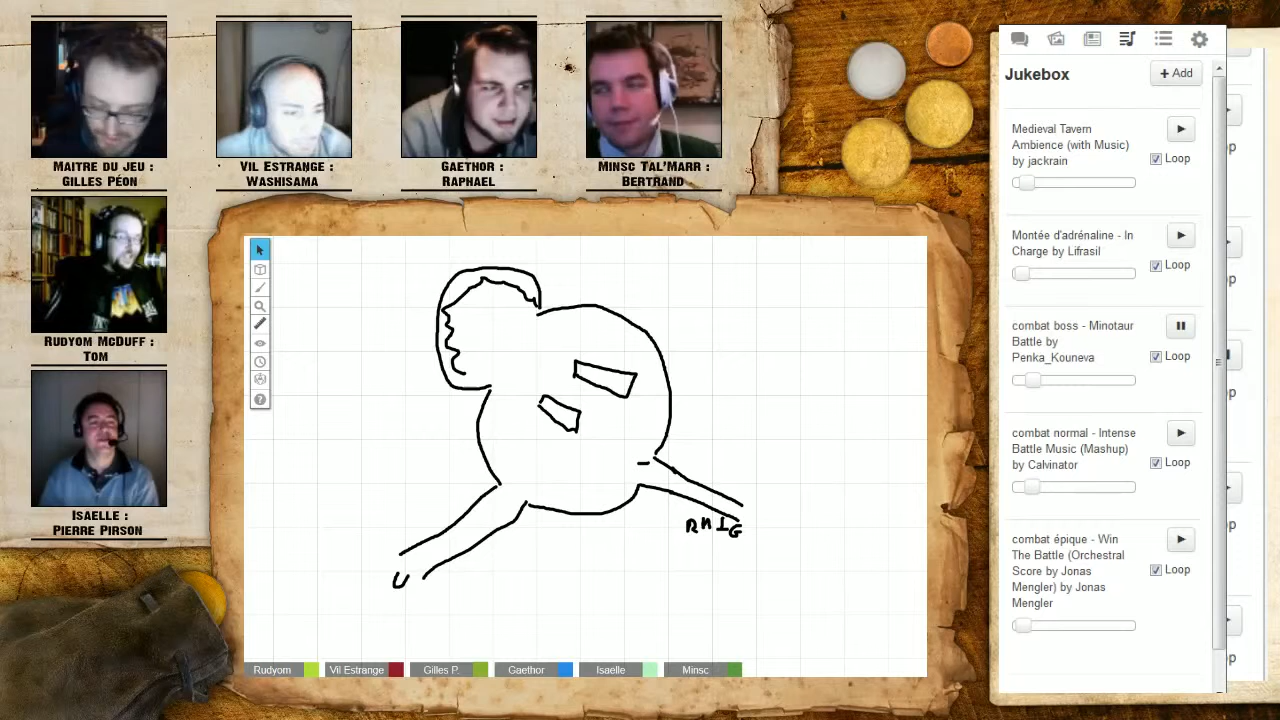 MAITRE DU JEU :
GILLES PÉON
VIL ESTRANGE :
WASHISAMA
GAETHOR :
RAPHAEL
MINSC TAL'MARR :
BERTRAND
RUDYOM MCDUFF :
TOM
ISAELLE :
PIERRE PIRSON
Rudyom
Vil Estrange
Gilles P.
Gaethor
Isaelle
Minsc
Jukebox
+ Add
Medieval Tavern
Ambience (with Music)
by jackrain
Loop
Montée d'adrénaline - In
Charge by Lifrasil
Loop
combat boss - Minotaur
Battle by
Penka_Kouneva
Loop
combat normal - Intense
Battle Music (Mashup)
by Calvinator
Loop
combat épique - Win
The Battle (Orchestral
Score by Jonas
Mengler) by Jonas
Mengler
Loop